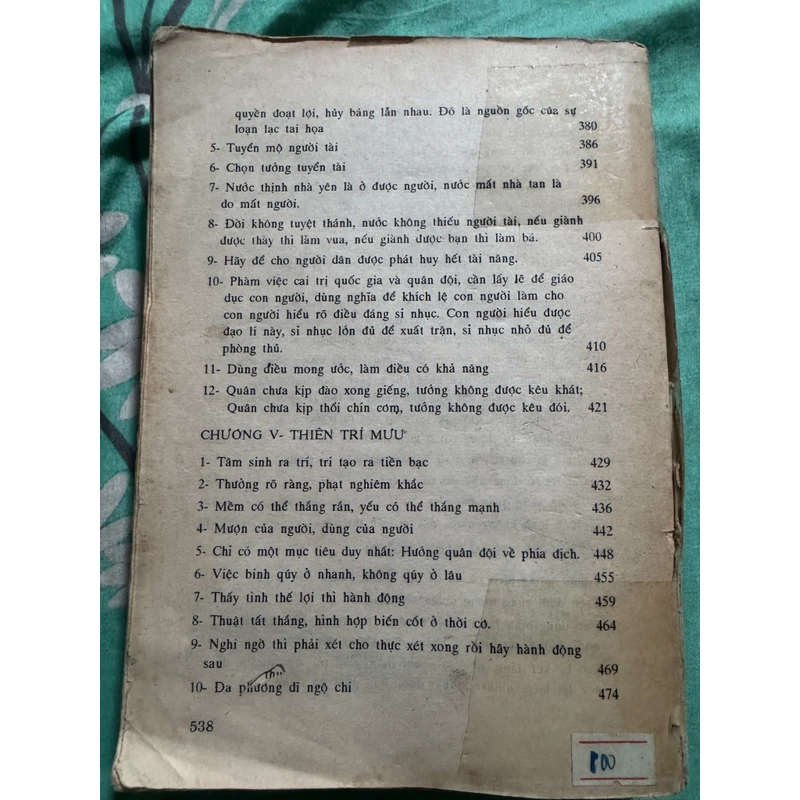 quyền đoạt lợi, hủy báng lẫn nhau. Đó là nguồn gốc của sự
loạn lạc tai họa 380
5- Tuyển mộ người tài 386
6- Chọn tướng tuyển tài 391
7- Nước thịnh nhà yên là ở được người, nước mất nhà tan là
do mất người. 396
8- Đời không tuyệt thánh, nước không thiếu người tài, nếu giành
được thày thì làm vua, nếu giành được bạn thì làm bá. 400
9- Hãy để cho người dân được phát huy hết tài năng. 405
10- Phàm việc cai trị quốc gia và quân đội, cần lấy lẽ để giáo
dục con người, dùng nghĩa để khích lệ con người làm cho
con người hiểu rõ điều đáng sỉ nhục. Con người hiểu được
đạo lí này, sỉ nhục lớn đủ để xuất trận, sỉ nhục nhỏ đủ để
phòng thủ. 410
11- Dùng điều mong ước, làm điều có khả năng 416
12- Quân chưa kịp đào xong giếng, tướng không được kêu khát;
Quân chưa kịp thổi chín cơm, tướng không được kêu đói. 421
CHƯƠNG V- THIÊN TRÍ MƯU
1- Tâm sinh ra trí, trí tạo ra tiền bạc 429
2- Thưởng rõ ràng, phạt nghiêm khắc 432
3- Mềm có thể thắng rắn, yếu có thể thắng mạnh 436
4- Mượn của người, dùng của người 442
5- Chỉ có một mục tiêu duy nhất: Hướng quân đội về phía địch. 448
6- Việc binh qúy ở nhanh, không qúy ở lâu 455
7- Thấy tình thế lợi thì hành động 459
8- Thuật tất thắng, hình hợp biến cốt ở thời cơ. 464
9- Nghi ngờ thì phải xét cho thực xét xong rồi hãy hành động
sau 469
10- Đa phương dĩ ngộ chi 474
538
100